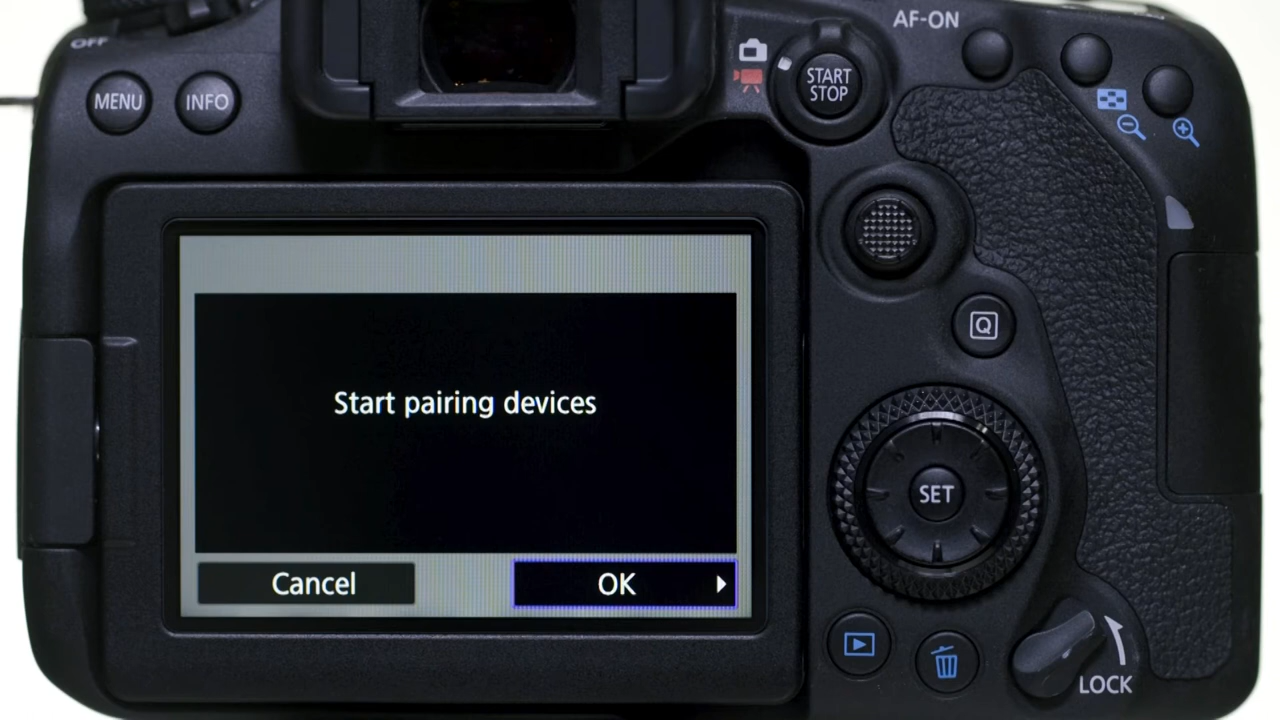 AF-ON
OFF
MENU
INFO
START
STOP
Q
Start pairing devices
SET
Cancel
OK
LOCK